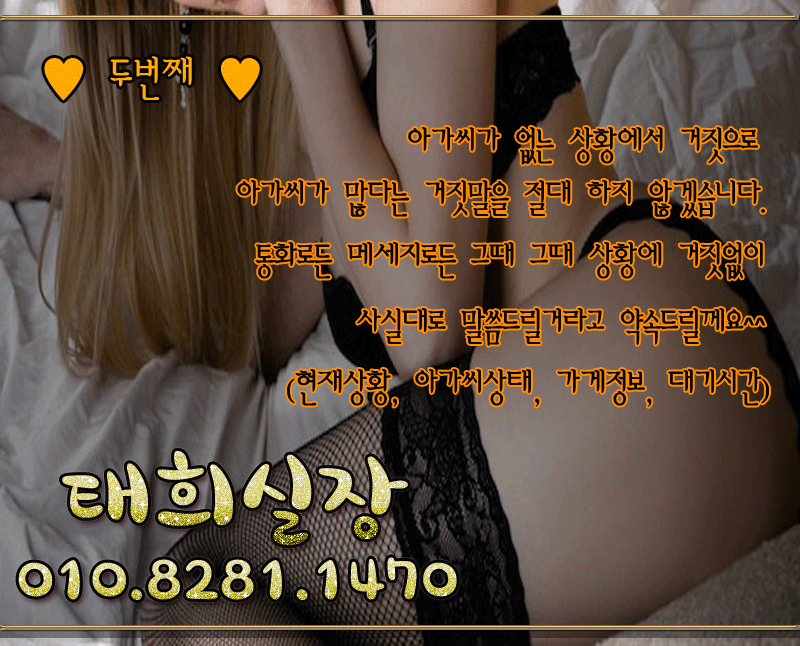 두번째
아가씨가 없는 상황에서 거짓으로
아가씨가 많다는 거짓말을 절대 하지 않겠습니다.
통화로든 메세지로든 그때 그때 상황에 거짓없이
사실대로 말씀드릴거라고 약속드릴께요^^
(현재상황, 아가씨상태, 가게정보, 대기시간)
태희실장
010.8281.1470